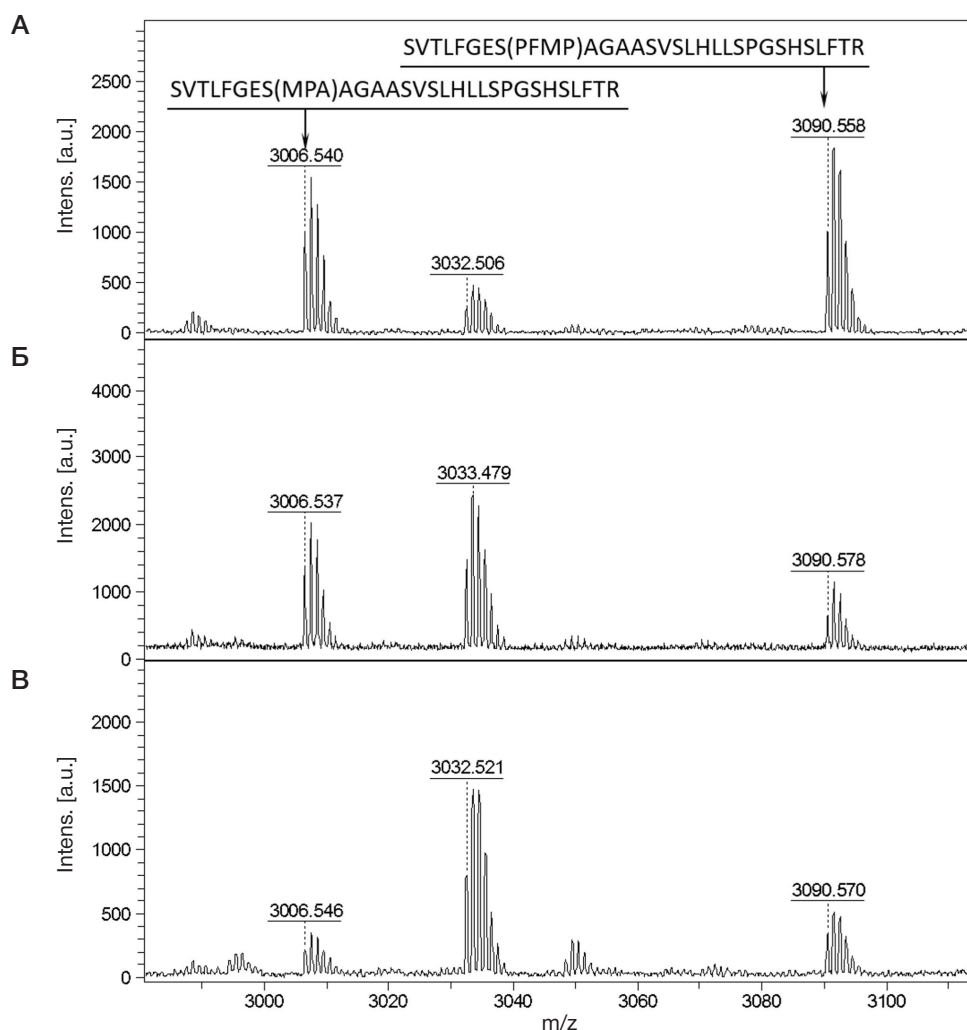 А
SVTLFGES(PFMP)AGAASVSLHLLSPGSHSLFTR
SVTLFGES(MPA)AGAASVSLHLLSPGSHSLFTR
Intens. [a.u.]
2500
2000
1500
1000
500
0
3006.540
3032.506
3090.558
Б
Intens. [a.u.]
4000
3000
2000
1000
0
3006.537
3033.479
3090.578
В
Intens. [a.u.]
2000
1500
1000
500
0
3006.546
3032.521
3090.570
3000 3020 3040 3060 3080 3100
m/z